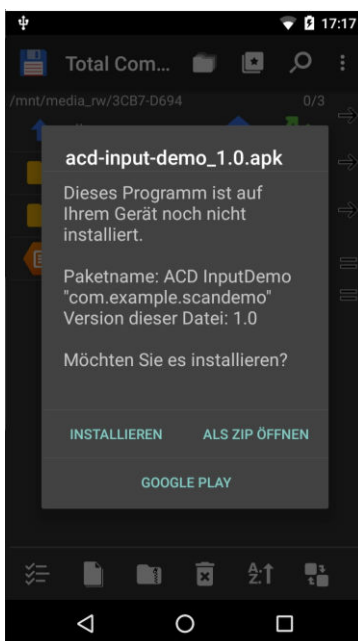 17:17
Total Com...
/mnt/media_rw/3CB7-D694 0/3
acd-input-demo_1.0.apk
Dieses Programm ist auf
Ihrem Gerät noch nicht
installiert.
Paketname: ACD InputDemo
"com.example.scandemo"
Version dieser Datei: 1.0
Möchten Sie es installieren?
INSTALLIEREN ALS ZIP ÖFFNEN
GOOGLE PLAY
A
Z